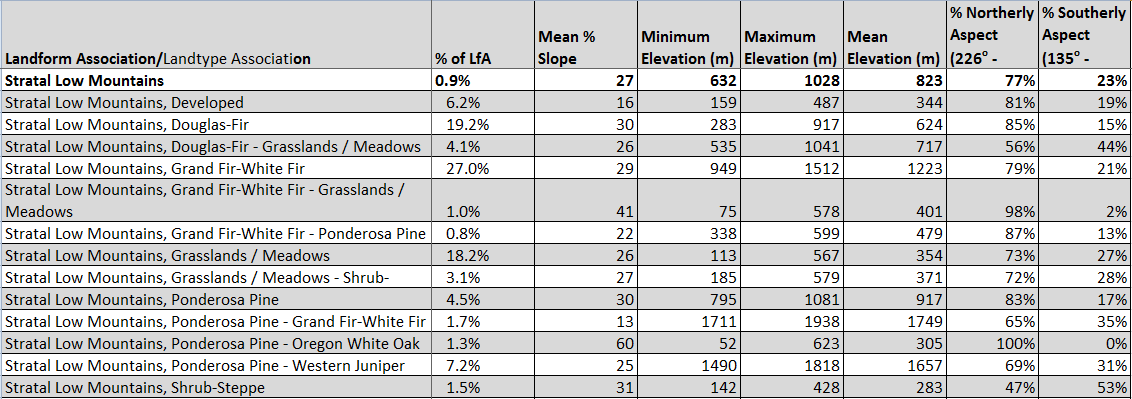 Landform Association/Landtype Association % of LfA Mean % Slope Minimum Elevation (m) Maximum Elevation (m) Mean Elevation (m) % Northerly Aspect (226° - % Southerly Aspect (135° -
Stratal Low Mountains 0.9% 27 632 1028 823 77% 23%
Stratal Low Mountains, Developed 6.2% 16 159 487 344 81% 19%
Stratal Low Mountains, Douglas-Fir 19.2% 30 283 917 624 85% 15%
Stratal Low Mountains, Douglas-Fir - Grasslands / Meadows 4.1% 26 535 1041 717 56% 44%
Stratal Low Mountains, Grand Fir-White Fir 27.0% 29 949 1512 1223 79% 21%
Stratal Low Mountains, Grand Fir-White Fir - Grasslands /
Meadows 1.0% 41 75 578 401 98% 2%
Stratal Low Mountains, Grand Fir-White Fir - Ponderosa Pine 0.8% 22 338 599 479 87% 13%
Stratal Low Mountains, Grasslands / Meadows 18.2% 26 113 567 354 73% 27%
Stratal Low Mountains, Grasslands / Meadows - Shrub- 3.1% 27 185 579 371 72% 28%
Stratal Low Mountains, Ponderosa Pine 4.5% 30 795 1081 917 83% 17%
Stratal Low Mountains, Ponderosa Pine - Grand Fir-White Fir 1.7% 13 1711 1938 1749 65% 35%
Stratal Low Mountains, Ponderosa Pine - Oregon White Oak 1.3% 60 52 623 305 100% 0%
Stratal Low Mountains, Ponderosa Pine - Western Juniper 7.2% 25 1490 1818 1657 69% 31%
Stratal Low Mountains, Shrub-Steppe 1.5% 31 142 428 283 47% 53%